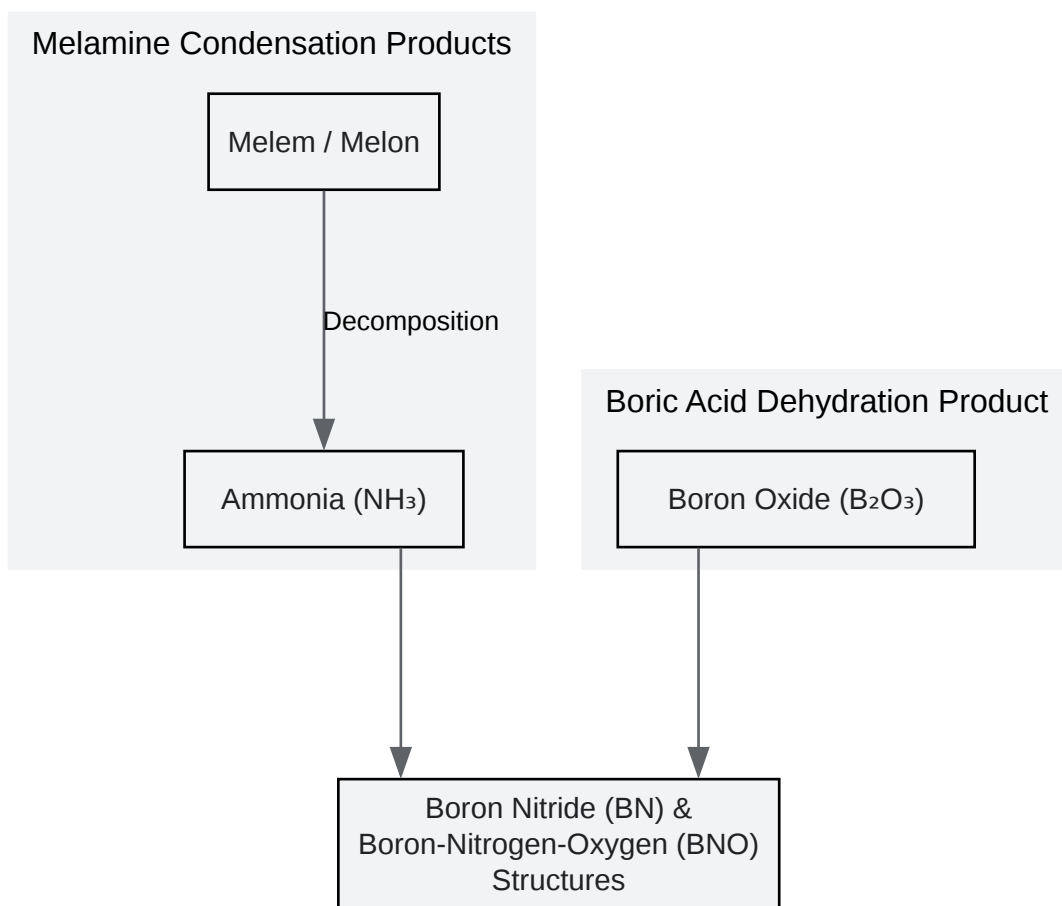 Melamine Condensation Products
Melem / Melon
Decomposition
Boric Acid Dehydration Product
Ammonia (NH₃)
Boron Oxide (B₂O₃)
Boron Nitride (BN) &
Boron-Nitrogen-Oxygen (BNO)
Structures